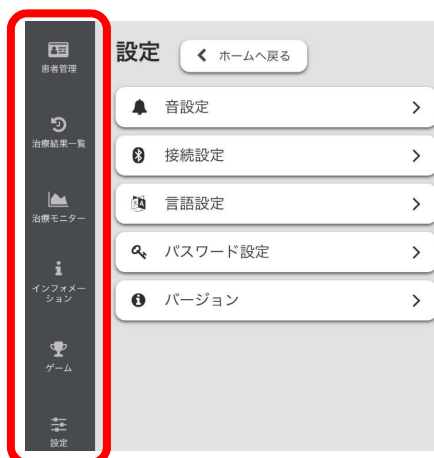 患者管理
治療結果一覧
治療モニター
インフォメー
ション
ゲーム
設定
設定
ホームへ戻る
音設定
接続設定
言語設定
パスワード設定
バージョン